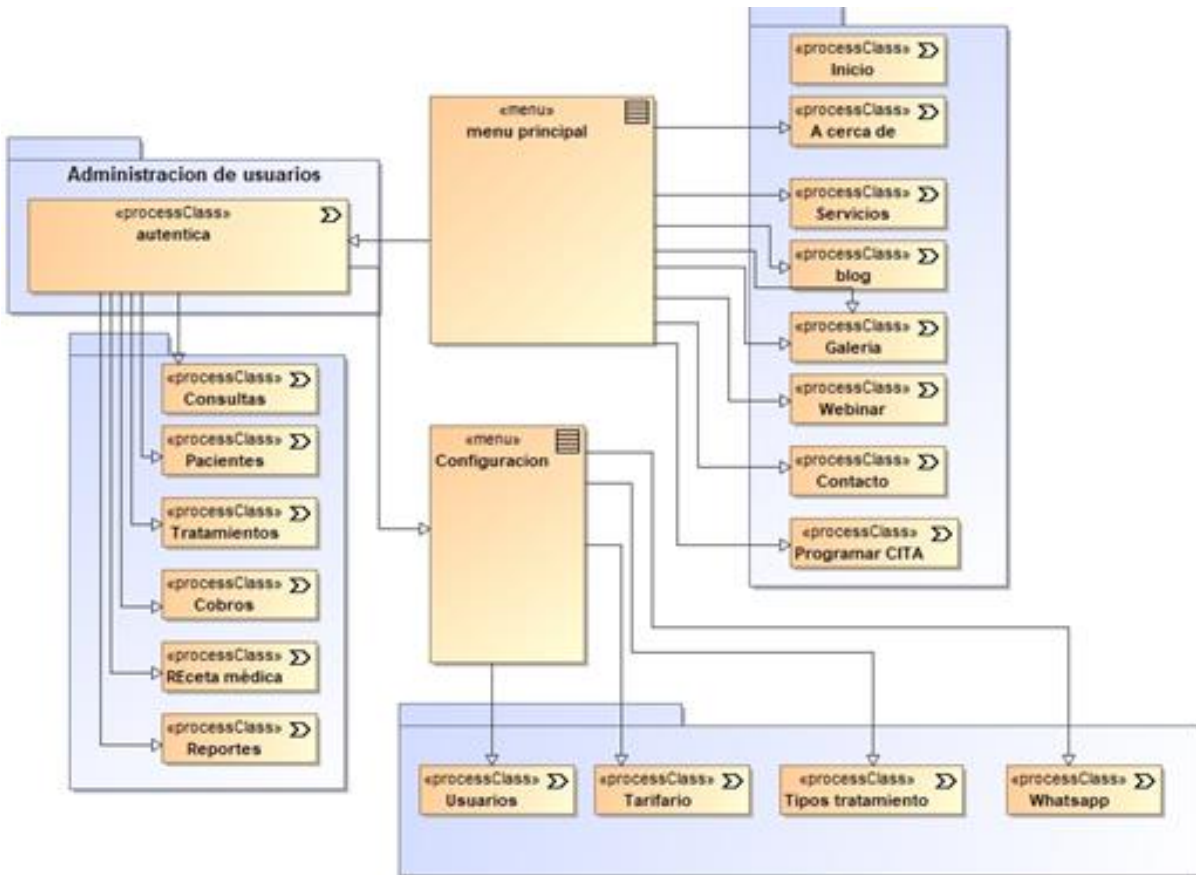 «processClass»
Inicio
«menu»
menu principal
«processClass»
A cerca de
Administracion de usuarios
«processClass»
autentica
«processClass»
Servicios
«processClass»
blog
«processClass»
Galeria
«processClass»
Consultas
«processClass»
Webinar
«processClass»
Pacientes
«menu»
Configuracion
«processClass»
Contacto
«processClass»
Tratamientos
«processClass»
Programar CITA
«processClass»
Cobros
«processClass»
REceta mèdica
«processClass»
Reportes
«processClass»
Usuarios
«processClass»
Tarifario
«processClass»
Tipos tratamiento
«processClass»
Whatsapp